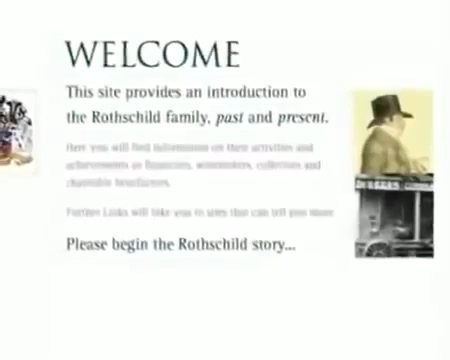 WELCOME
This site provides an introduction to
the Rothschild family, past and present.
Here you will find information on their activities and
achievements as financiers, winemakers, collectors and
charitable benefactors.
Further Links will take you to sites that can tell you more
Please begin the Rothschild story...
DE BEERS